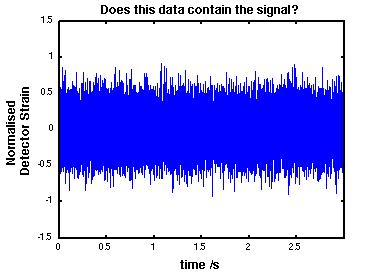 Does this data contain the signal?
1.5
1
0.5
0
-0.5
-1
-1.5
Normalised
Detector Strain
0 0.5 1 1.5 2 2.5
time /s